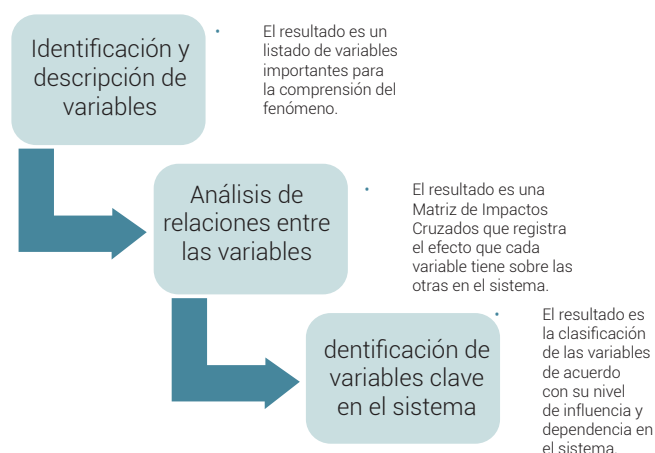 Identificación y
descripción de
variables
• El resultado es un
listado de variables
importantes para
la comprensión del
fenómeno.
Análisis de
relaciones entre
las variables
• El resultado es una
Matriz de Impactos
Cruzados que registra
el efecto que cada
variable tiene sobre las
otras en el sistema.
dentificación de
variables clave
en el sistema
• El resultado es
la clasificación
de las variables
de acuerdo
con su nivel
de influencia y
dependencia en
el sistema.